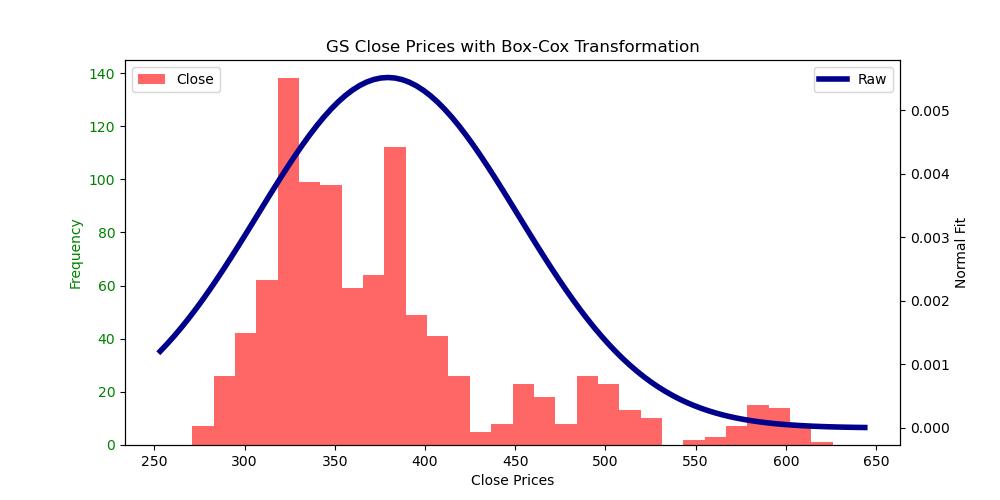 GS Close Prices with Box-Cox Transformation
Close
Raw
140
120
100
80
60
40
20
0
Frequency
0.005
0.004
0.003
0.002
0.001
0.000
Normal Fit
250 300 350 400 450 500 550 600 650
Close Prices